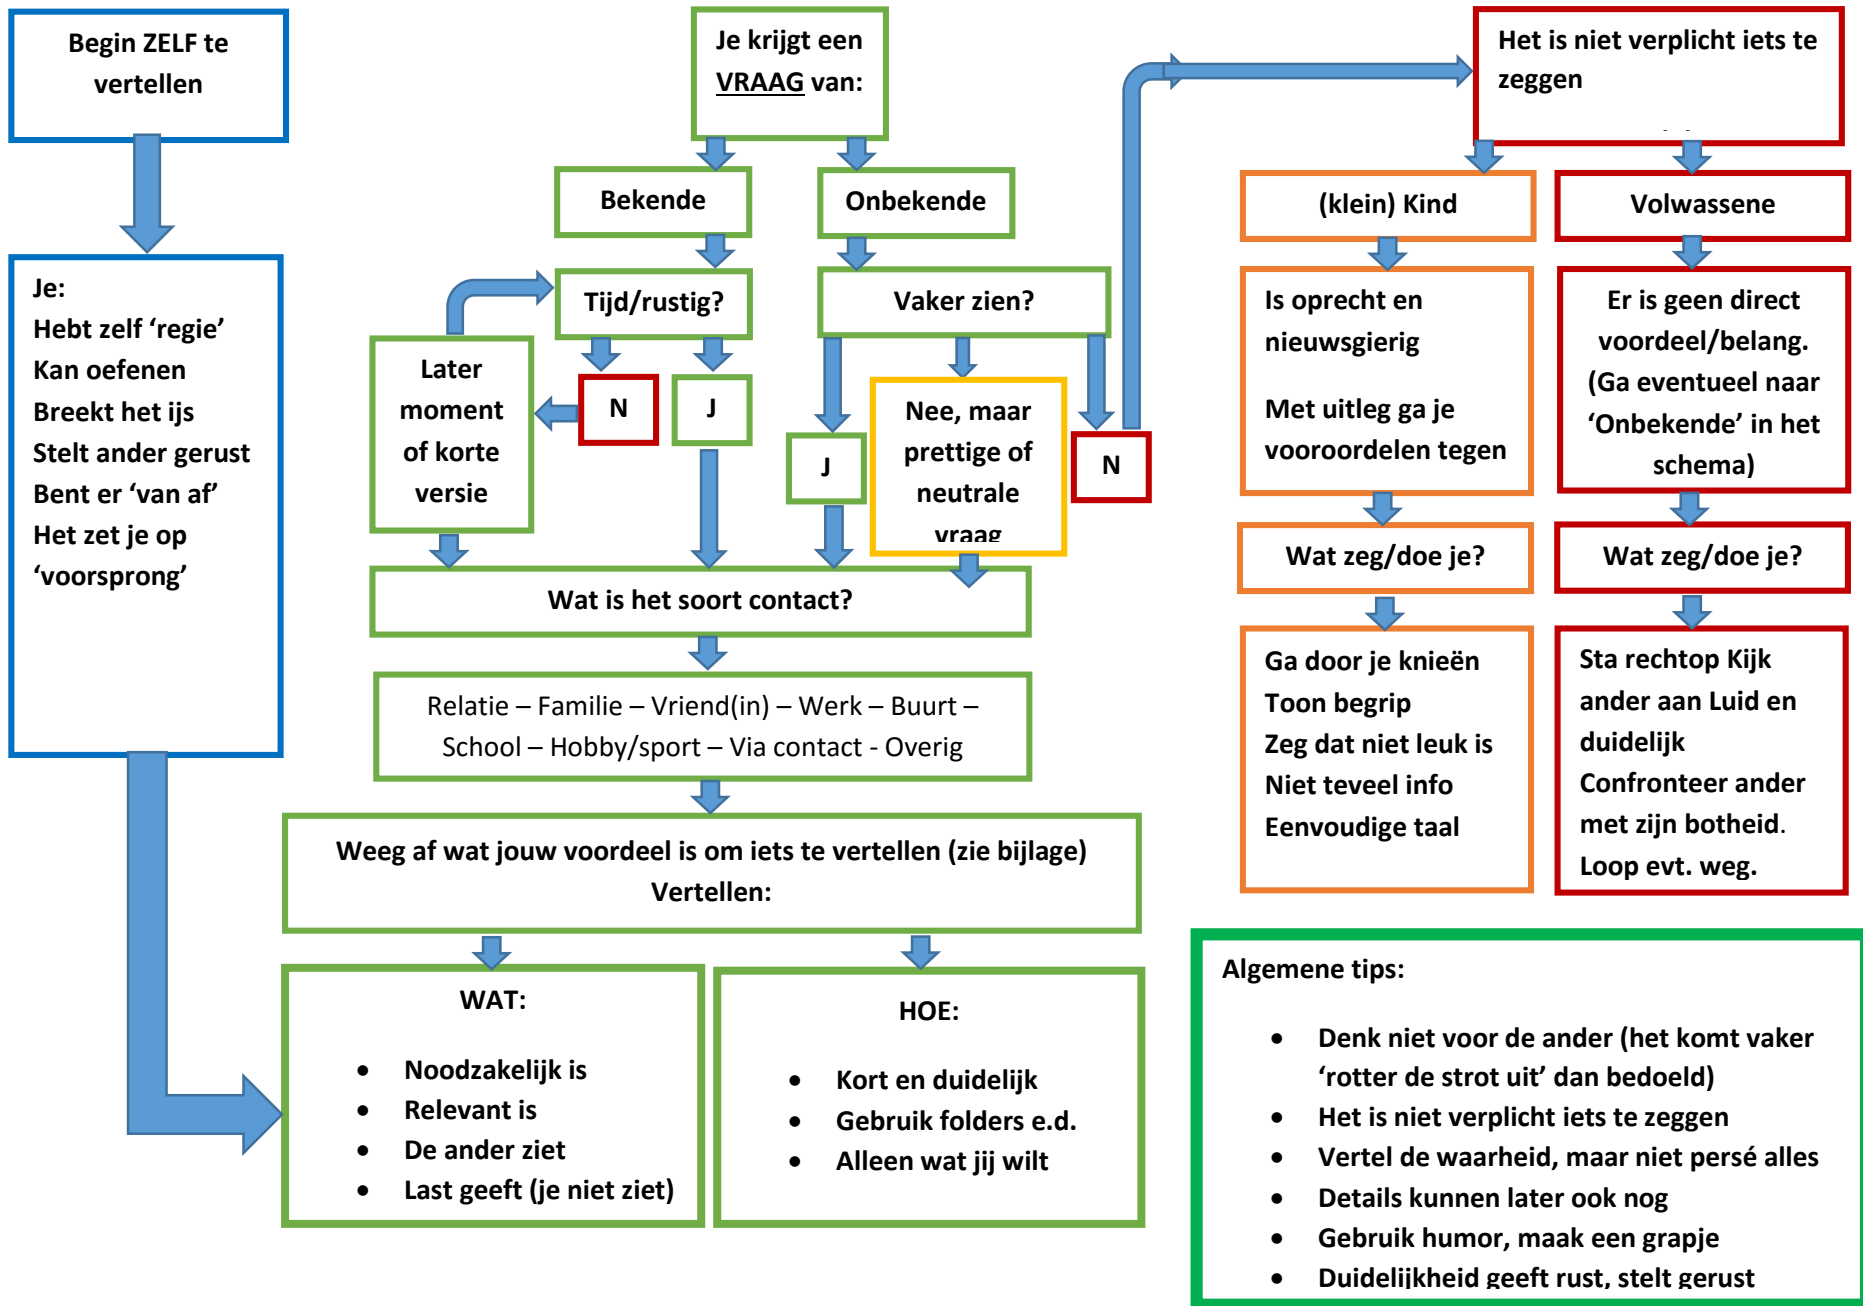 Begin ZELF te
vertellen
Je:
Hebt zelf ‘regie’
Kan oefenen
Breekt het ijs
Stelt ander gerust
Bent er ‘van af’
Het zet je op
‘voorsprong’
Je krijgt een
VRAAG van:
Bekende
Onbekende
Tijd/rustig?
Vaker zien?
Later
moment
of korte
versie
N
J
J
Nee, maar
prettige of
neutrale
vraag
N
Wat is het soort contact?
Relatie – Familie – Vriend(in) – Werk – Buurt –
School – Hobby/sport – Via contact - Overig
Weeg af wat jouw voordeel is om iets te vertellen (zie bijlage)
Vertellen:
WAT:
• Noodzakelijk is
• Relevant is
• De ander ziet
• Last geeft (je niet ziet)
HOE:
• Kort en duidelijk
• Gebruik folders e.d.
• Alleen wat jij wilt
Het is niet verplicht iets te
zeggen
(klein) Kind
Is oprecht en
nieuwsgierig
Met uitleg ga je
vooroordelen tegen
Wat zeg/doe je?
Ga door je knieën
Toon begrip
Zeg dat niet leuk is
Niet teveel info
Eenvoudige taal
Volwassene
Er is geen direct
voordeel/belang.
(Ga eventueel naar
‘Onbekende’ in het
schema)
Wat zeg/doe je?
Sta rechtop Kijk
ander aan Luid en
duidelijk
Confronteer ander
met zijn botheid.
Loop evt. weg.
Algemene tips:
• Denk niet voor de ander (het komt vaker
‘rotter de strot uit’ dan bedoeld)
• Het is niet verplicht iets te zeggen
• Vertel de waarheid, maar niet persé alles
• Details kunnen later ook nog
• Gebruik humor, maak een grapje
• Duidelijkheid geeft rust, stelt gerust